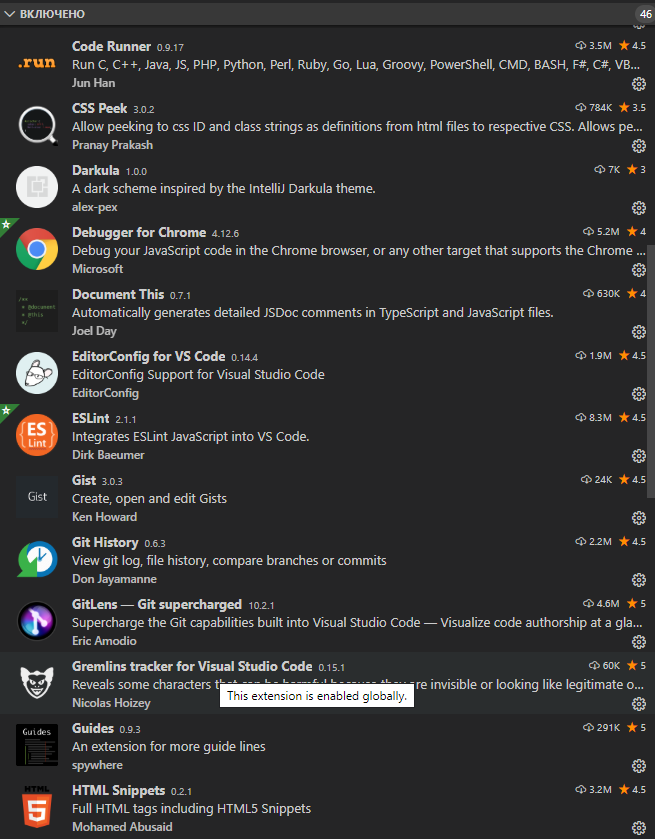 ВКЛЮЧЕНО 46
Code Runner 0.9.17 3.5M 4.5
.run
Run C, C++, Java, JS, PHP, Python, Perl, Ruby, Go, Lua, Groovy, PowerShell, CMD, BASH, F#, C#, VB...
Jun Han
CSS Peek 3.0.2 784K 3.5
Allow peeking to css ID and class strings as definitions from html files to respective CSS. Allows pe...
Pranay Prakash
Darkula 1.0.0 7K 3
A dark scheme inspired by the IntelliJ Darkula theme.
alex-pex
Debugger for Chrome 4.12.6 5.2M 4
Debug your JavaScript code in the Chrome browser, or any other target that supports the Chrome ...
Microsoft
Document This 0.7.1 630K 4
/**
* @document
* @this
*/
Automatically generates detailed JSDoc comments in TypeScript and JavaScript files.
Joel Day
EditorConfig for VS Code 0.14.4 1.9M 4.5
EditorConfig Support for Visual Studio Code
EditorConfig
ESLint 2.1.1 8.3M 4.5
ES
Lint
Integrates ESLint JavaScript into VS Code.
Dirk Baeumer
Gist 3.0.3 24K 4.5
Gist
Create, open and edit Gists
Ken Howard
Git History 0.6.3 2.2M 4.5
View git log, file history, compare branches or commits
Don Jayamanne
GitLens — Git supercharged 10.2.1 4.6M 5
Supercharge the Git capabilities built into Visual Studio Code — Visualize code authorship at a gla...
Eric Amodio
Gremlins tracker for Visual Studio Code 0.15.1 60K 5
Reveals some characters that can be harmful because they are invisible or looking like legitimate o...
This extension is enabled globally.
Nicolas Hoizey
Guides 0.9.3 291K 5
Guides
An extension for more guide lines
spywhere
HTML Snippets 0.2.1 3.2M 4.5
HTML
5
Full HTML tags including HTML5 Snippets
Mohamed Abusaid